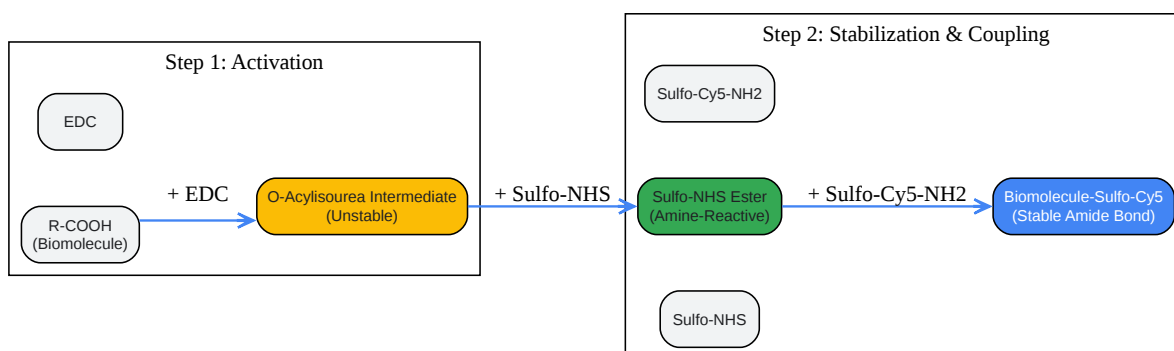 Step 1: Activation
EDC
R-COOH
(Biomolecule)
+ EDC
O-Acylisourea Intermediate
(Unstable)
+ Sulfo-NHS
Step 2: Stabilization & Coupling
Sulfo-Cy5-NH2
Sulfo-NHS Ester
(Amine-Reactive)
+ Sulfo-Cy5-NH2
Biomolecule-Sulfo-Cy5
(Stable Amide Bond)
Sulfo-NHS